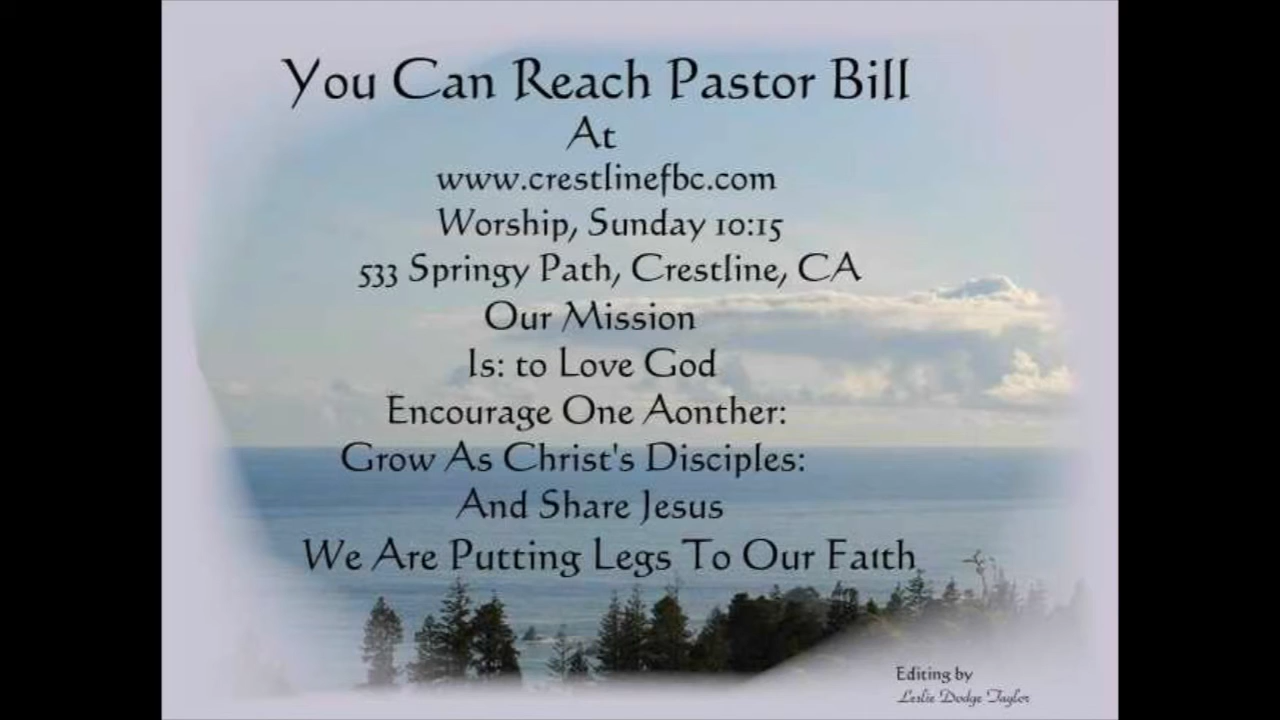 You Can Reach Pastor Bill
At
www.crestlinefbc.com
Worship, Sunday 10:15
533 Springy Path, Crestline, CA
Our Mission
Is: to Love God
Encourage One Aonther:
Grow As Christ's Disciples:
And Share Jesus
We Are Putting Legs To Our Faith
Editing by
Leslie Dodge Taylor